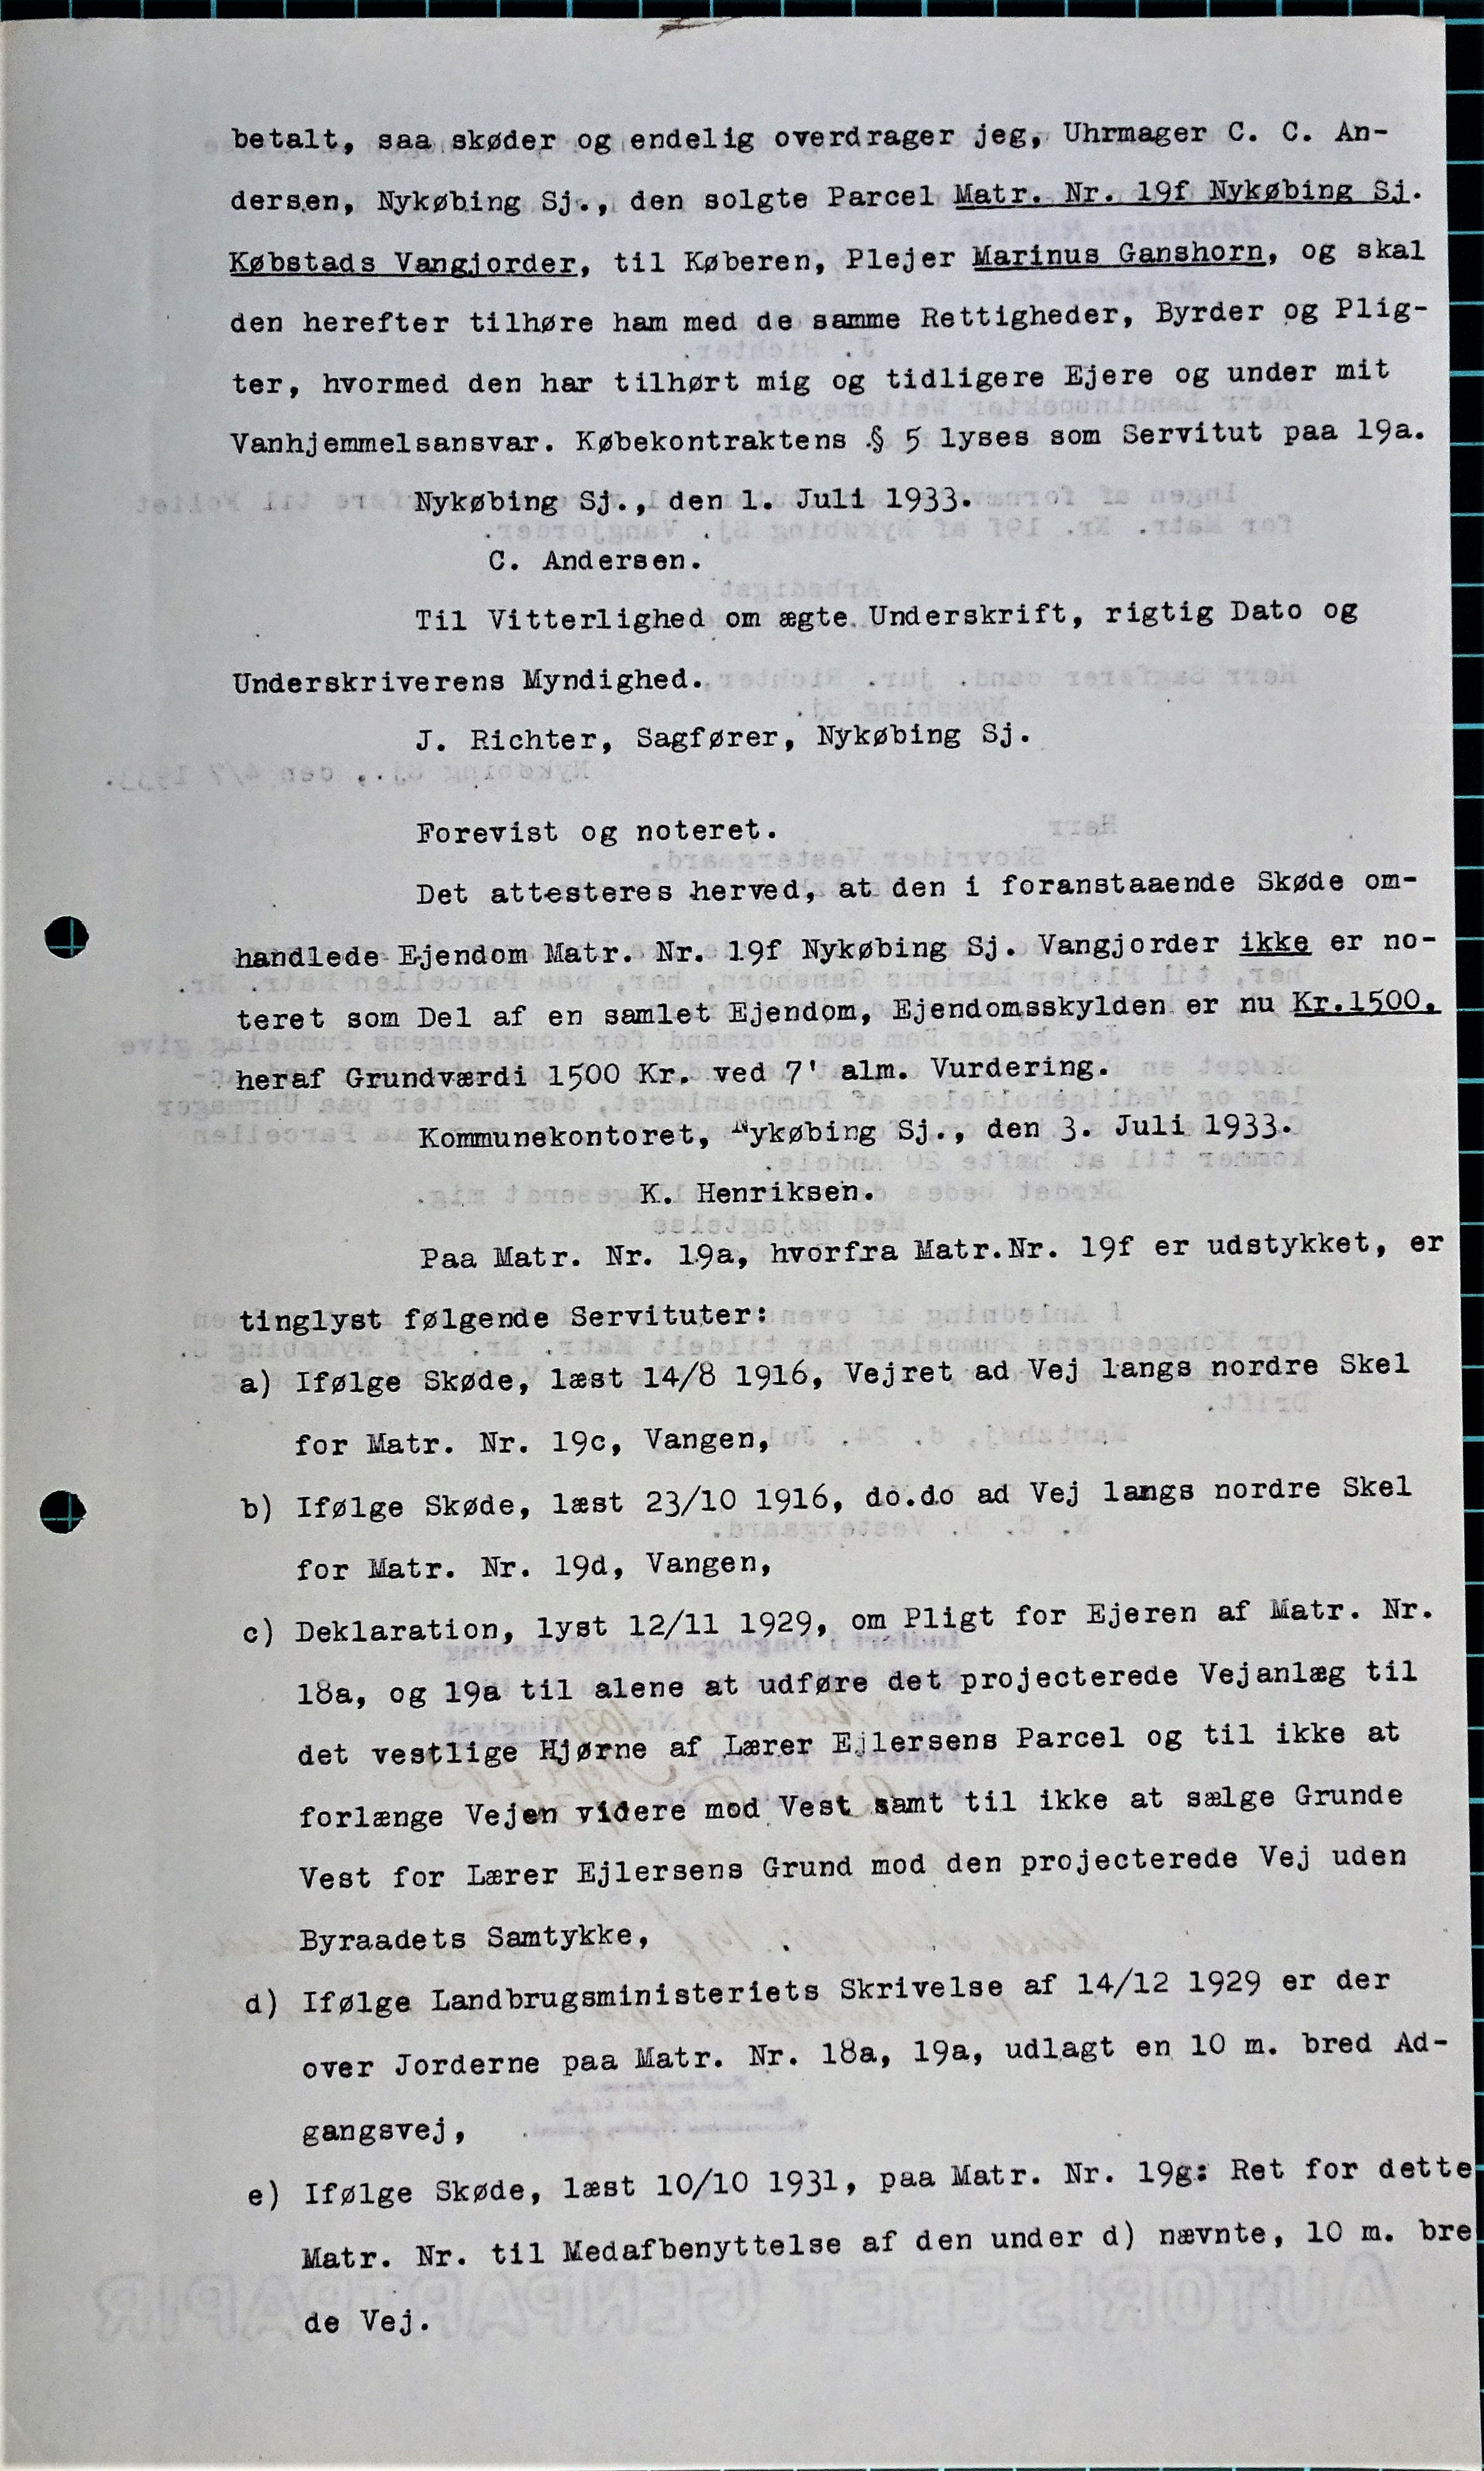 betalt, saa skøder og endelig overdrager jeg, Uhrmager C. C. An-
dersen, Nykøbing Sj., den solgte Parcel Matr. Nr. 19f Nykøbing Sj.
Købstads Vangjorder, til Køberen, Plejer Marinus Ganshorn, og skal
den herefter tilhøre ham med de samme Rettigheder, Byrder og Plig-
ter, hvormed den har tilhørt mig og tidligere Ejere og under mit
Vanhjemmelsansvar. Købekontraktens § 5 lyses som Servitut paa 19a.
Nykøbing Sj., den 1. Juli 1933.
C. Andersen.
Til Vitterlighed om ægte Underskrift, rigtig Dato og
Underskriverens Myndighed.
J. Richter, Sagfører, Nykøbing Sj.
Forevist og noteret.
Det attesteres herved, at den i foranstaaende Skøde om-
handlede Ejendom Matr. Nr. 19f Nykøbing Sj. Vangjorder ikke er no-
teret som Del af en samlet Ejendom, Ejendomsskylden er nu Kr.1500,
heraf Grundværdi 1500 Kr. ved 7' alm. Vurdering.
Kommunekontoret, Nykøbing Sj., den 3. Juli 1933.
K. Henriksen.
Paa Matr. Nr. 19a, hvorfra Matr.Nr. 19f er udstykket, er
tinglyst følgende Servituter:
a) Ifølge Skøde, læst 14/8 1916, Vejret ad Vej langs nordre Skel
for Matr. Nr. 19c, Vangen,
b) Ifølge Skøde, læst 23/10 1916, do.do ad Vej langs nordre Skel
for Matr. Nr. 19d, Vangen,
c) Deklaration, lyst 12/11 1929, om Pligt for Ejeren af Matr. Nr.
18a, og 19a til alene at udføre det projecterede Vejanlæg til
det vestlige Hjørne af Lærer Ejlersens Parcel og til ikke at
forlænge Vejen videre mod Vest samt til ikke at sælge Grunde
Vest for Lærer Ejlersens Grund mod den projecterede Vej uden
Byraadets Samtykke,
d) Ifølge Landbrugsministeriets Skrivelse af 14/12 1929 er der
over Jorderne paa Matr. Nr. 18a, 19a, udlagt en 10 m. bred Ad-
gangsvej,
e) Ifølge Skøde, læst 10/10 1931, paa Matr. Nr. 19g: Ret for dette
Matr. Nr. til Medafbenyttelse af den under d) nævnte, 10 m. bre
de Vej.